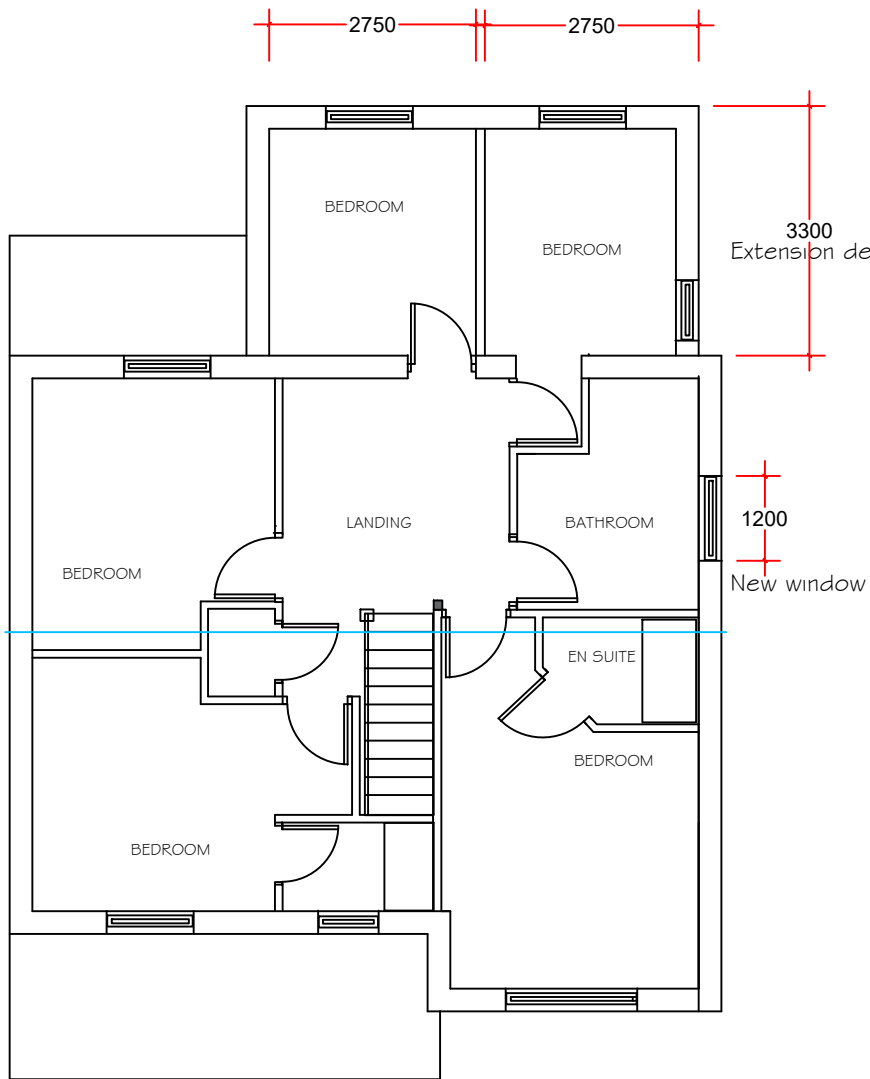 2750
2750
BEDROOM
BEDROOM
3300
Extension de
BEDROOM
LANDING
BATHROOM
1200
New window
EN SUITE
BEDROOM
BEDROOM